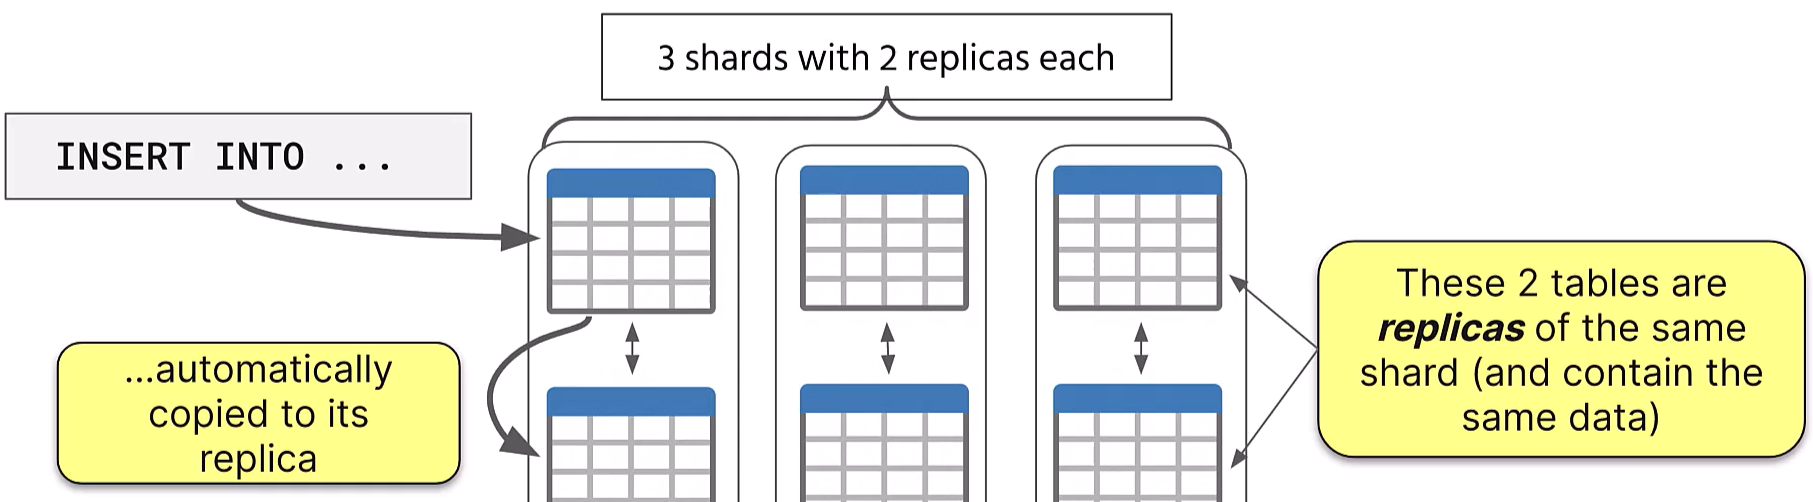 3 shards with 2 replicas each
INSERT INTO ...
...automatically
copied to its
replica
These 2 tables are
replicas of the same
shard (and contain the
same data)